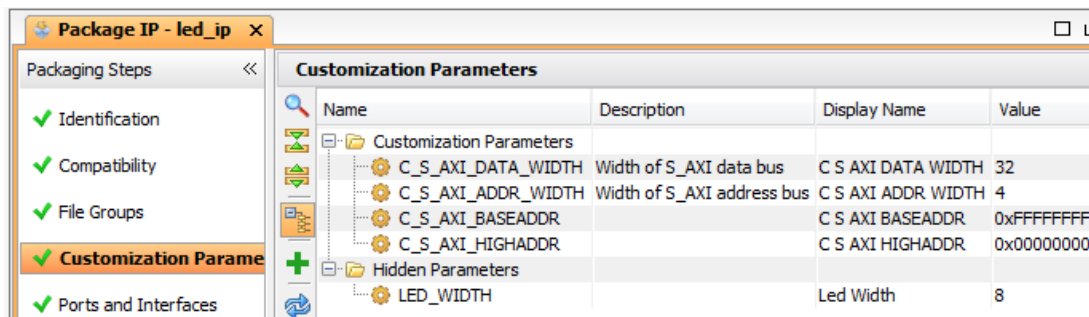 Package IP - led_ip
Packaging Steps
Identification
Compatibility
File Groups
Customization Parame
Ports and Interfaces
Customization Parameters
Name Description Display Name Value
Customization Parameters
C_S_AXI_DATA_WIDTH Width of S_AXI data bus C S AXI DATA WIDTH 32
C_S_AXI_ADDR_WIDTH Width of S_AXI address bus C S AXI ADDR WIDTH 4
C_S_AXI_BASEADDR C S AXI BASEADDR 0xFFFFFFFF
C_S_AXI_HIGHADDR C S AXI HIGHADDR 0x00000000
Hidden Parameters
LED_WIDTH Led Width 8